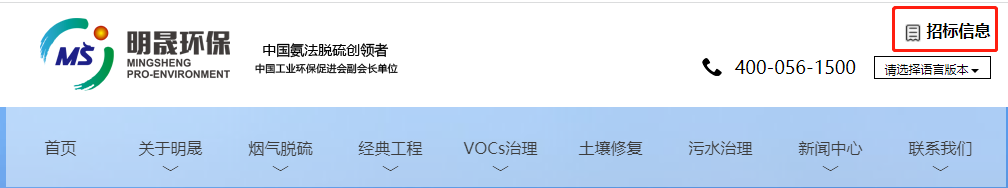 MS
明晟环保
MINGSHENG
PRO-ENVIRONMENT
中国氨法脱硫创领者
中国工业环保促进会副会长单位
招标信息
400-056-1500
请选择语言版本
首页 关于明晟 烟气脱硫 经典工程 VOCs治理 土壤修复 污水治理 新闻中心 联系我们